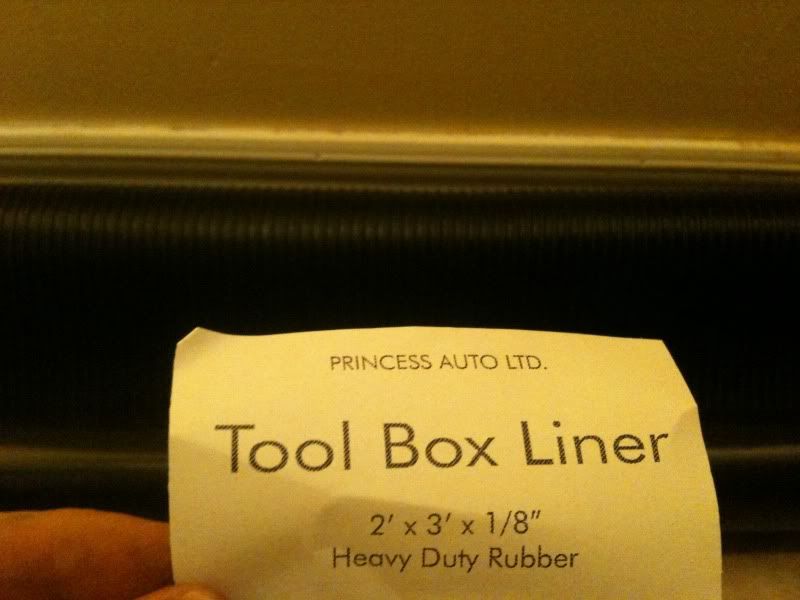 PRINCESS AUTO LTD.
Tool Box Liner
2' x 3' x 1/8"
Heavy Duty Rubber